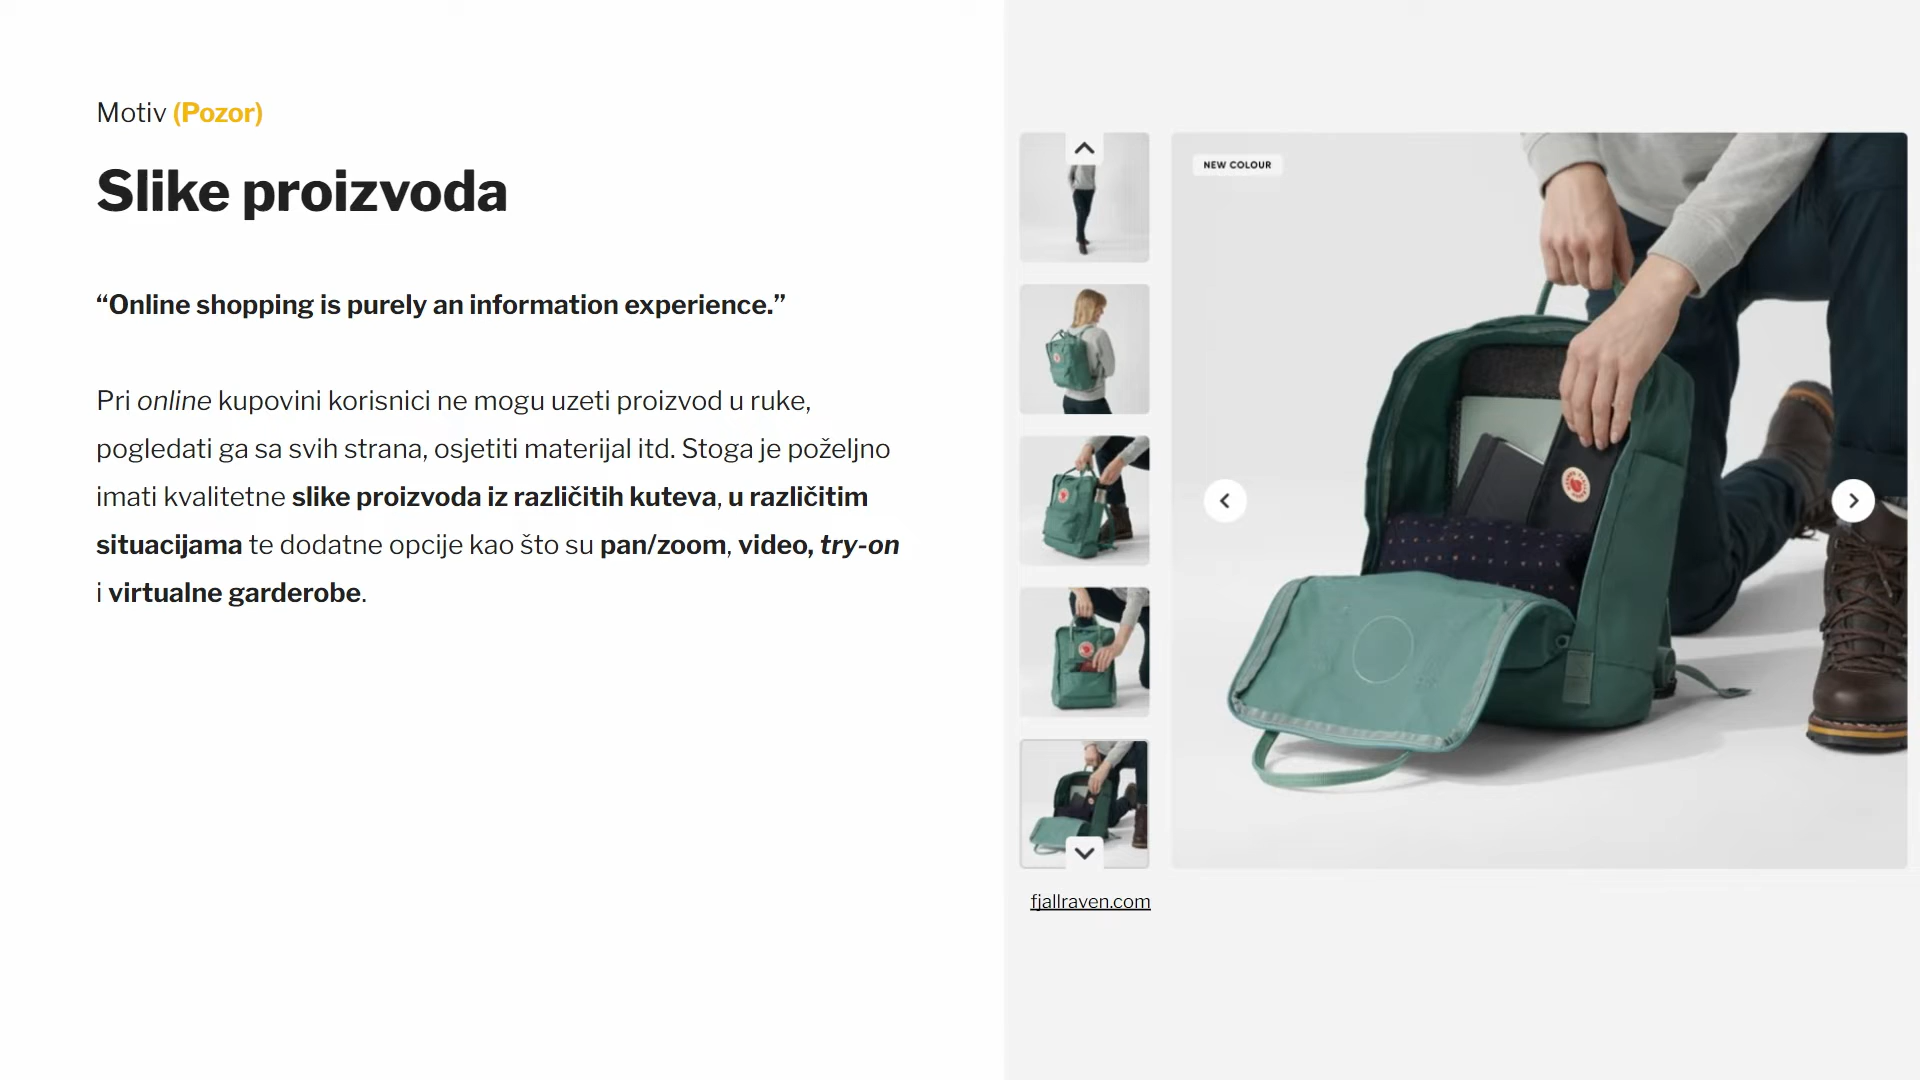 Motiv (Pozor)
Slike proizvoda
“Online shopping is purely an information experience.”
Pri online kupovini korisnici ne mogu uzeti proizvod u ruke,
pogledati ga sa svih strana, osjetiti materijal itd. Stoga je poželjno
imati kvalitetne slike proizvoda iz različitih kuteva, u različitim
situacijama te dodatne opcije kao što su pan/zoom, video, try-on
i virtualne garderobe.
NEW COLOUR
fjallraven.com